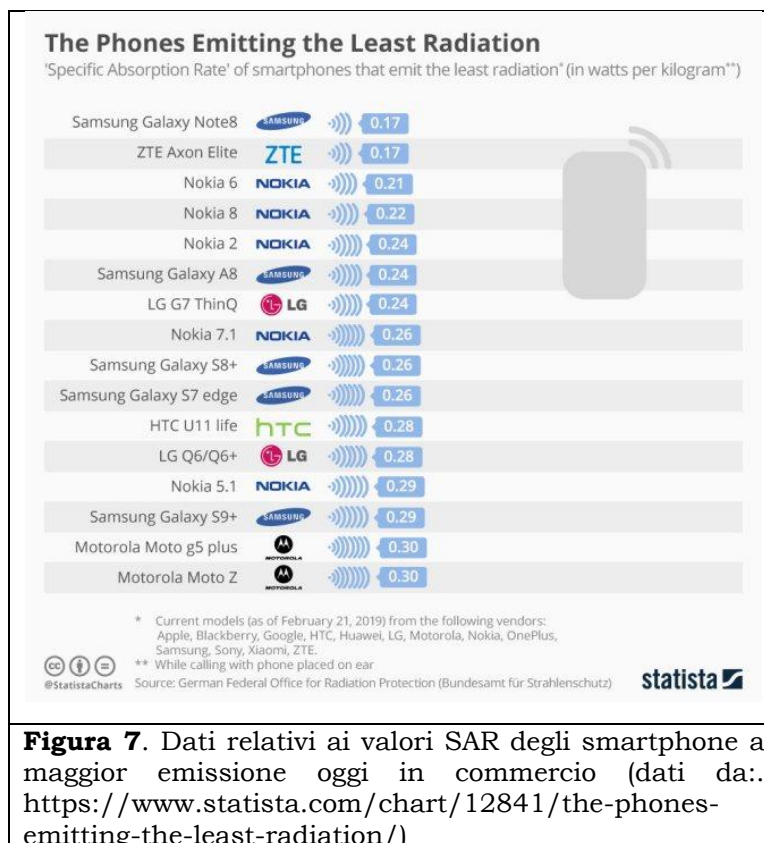 The Phones Emitting the Least Radiation
'Specific Absorption Rate' of smartphones that emit the least radiation* (in watts per kilogram**)
Samsung Galaxy Note8 SAMSUNG 0.17
ZTE Axon Elite ZTE 0.17
Nokia 6 NOKIA 0.21
Nokia 8 NOKIA 0.22
Nokia 2 NOKIA 0.24
Samsung Galaxy A8 SAMSUNG 0.24
LG G7 ThinQ LG 0.24
Nokia 7.1 NOKIA 0.26
Samsung Galaxy S8+ SAMSUNG 0.26
Samsung Galaxy S7 edge SAMSUNG 0.26
HTC U11 life hTC 0.28
LG Q6/Q6+ LG 0.28
Nokia 5.1 NOKIA 0.29
Samsung Galaxy S9+ SAMSUNG 0.29
Motorola Moto g5 plus MOTOROLA 0.30
Motorola Moto Z MOTOROLA 0.30
* Current models (as of February 21, 2019) from the following vendors:
Apple, Blackberry, Google, HTC, Huawei, LG, Motorola, Nokia, OnePlus,
Samsung, Sony, Xiaomi, ZTE.
** While calling with phone placed on ear
@StatistaCharts Source: German Federal Office for Radiation Protection (Bundesamt für Strahlenschutz)
statista
Figura 7. Dati relativi ai valori SAR degli smartphone a
maggior emissione oggi in commercio (dati da:.
https://www.statista.com/chart/12841/the-phones-
emitting-the-least-radiation/)